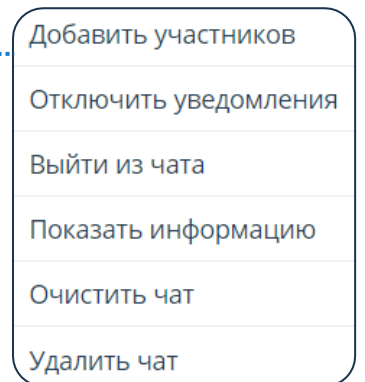 Добавить участников
Отключить уведомления
Выйти из чата
Показать информацию
Очистить чат
Удалить чат